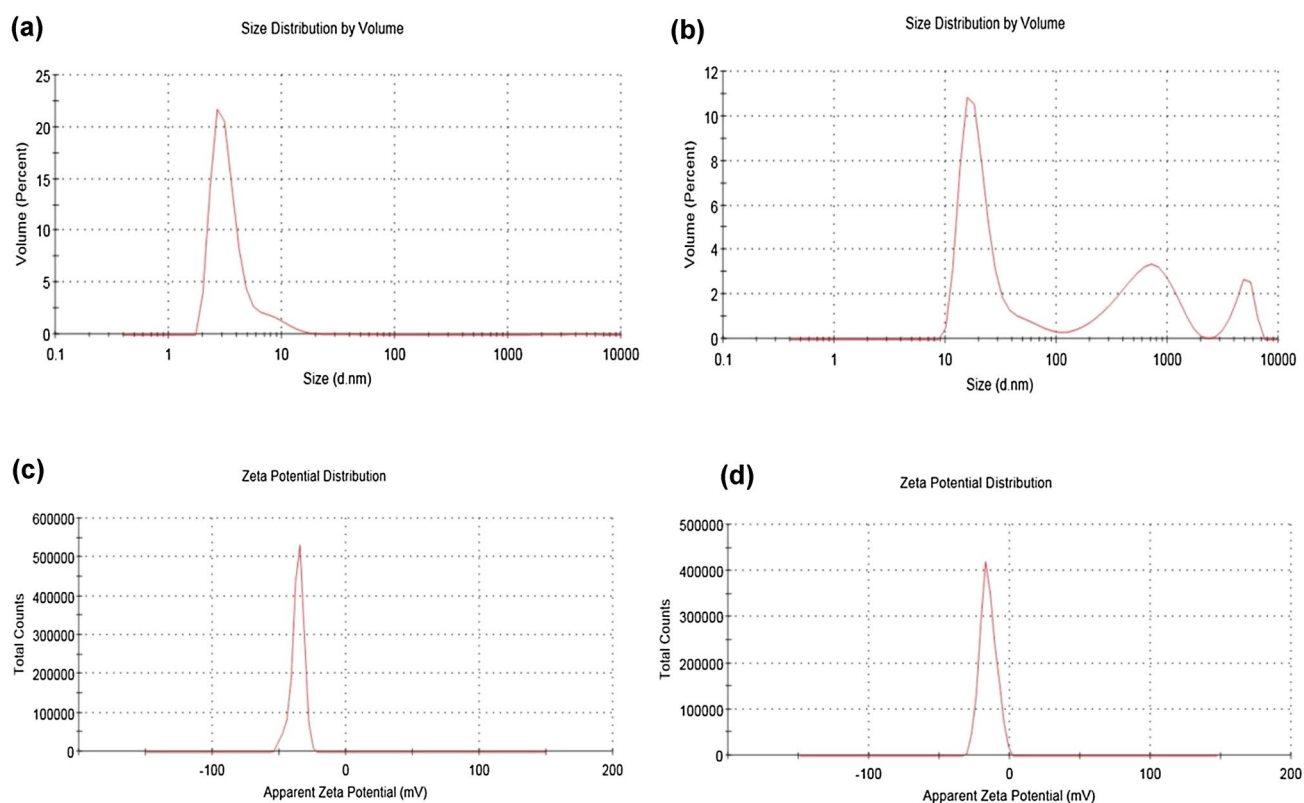 (a)
Size Distribution by Volume
25
20
15
10
5
0
Volume (Percent)
0.1 1 10 100 1000 10000
Size (d.nm)
(b)
Size Distribution by Volume
12
10
8
6
4
2
0
Volume (Percent)
0.1 1 10 100 1000 10000
Size (d.nm)
(c)
Zeta Potential Distribution
600000
500000
400000
300000
200000
100000
0
Total Counts
-100 0 100 200
Apparent Zeta Potential (mV)
(d)
Zeta Potential Distribution
500000
400000
300000
200000
100000
0
Total Counts
-100 0 100 200
Apparent Zeta Potential (mV)